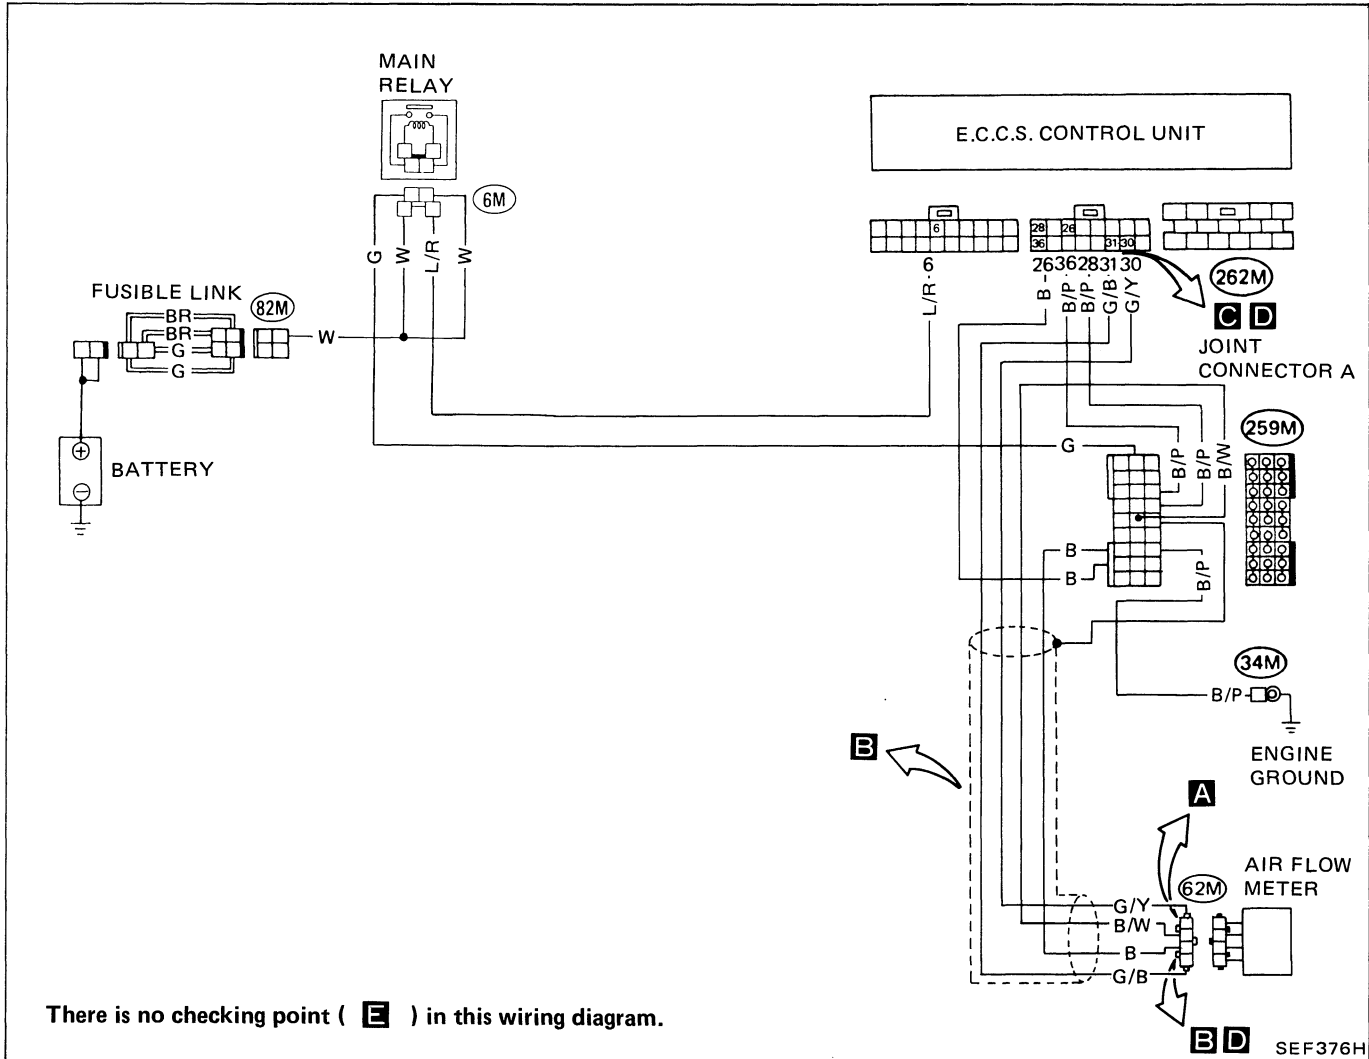 MAIN
RELAY
E.C.C.S. CONTROL UNIT
6M
6
28
26
36
31
30
G
W
L/R
W
6
26 36 28 31 30
L/R
B
B/P
B/P
G/B
G/Y
262M
C D
JOINT
CONNECTOR A
FUSIBLE LINK
82M
BR
BR
G
G
W
BATTERY
G
B/P
B/P
B/W
259M
B
B
B/P
34M
B/P
ENGINE
GROUND
B
A
AIR FLOW
METER
62M
G/Y
B/W
B
G/B
B D
There is no checking point ( E ) in this wiring diagram.
SEF376H